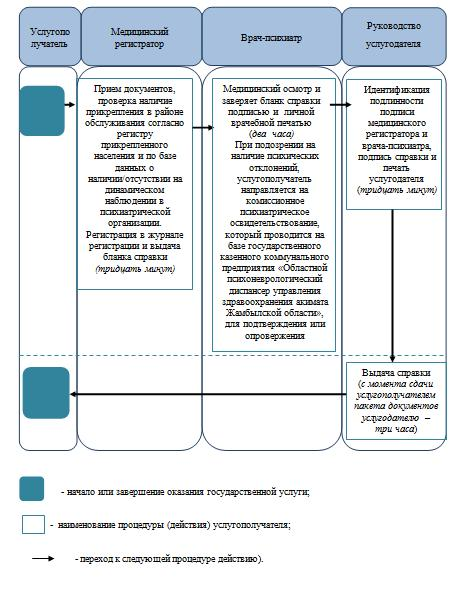 Услугопо
лучатель
Медицинский
регистратор
Врач-психиатр
Руководство
услугодателя
Прием документов,
проверка наличие
прикрепления в районе
обслуживания согласно
регистру
прикрепленного
населения и по базе
данных о
наличии/отсутствии на
динамическом
наблюдении в
психиатрической
организации.
Регистрация в журнале
регистрации и выдача
бланка справки
(тридцать минут)
Медицинский осмотр и
заверяет бланк справки
подписью и личной
врачебной печатью
(два часа)
При подозрении на
наличие психических
отклонений,
услугополучатель
направляется на
комиссионное
психиатрическое
освидетельствование,
который проводится на
базе государственного
казенного коммунального
предприятия «Областной
психоневрологический
диспансер управления
здравоохранения акимата
Жамбылской области»,
для подтверждения или
опровержения
Идентификация
подлинности
подписи
медицинского
регистратора и
врача-психиатра,
подпись справки и
печать
услугодателя
(тридцать минут)
Выдача справки
(с момента сдачи
услугополучателем
пакета документов
услугодателю –
три часа)
- начало или завершение оказания государственной услуги;
- наименование процедуры (действия) услугополучателя;
- переход к следующей процедуре действию).